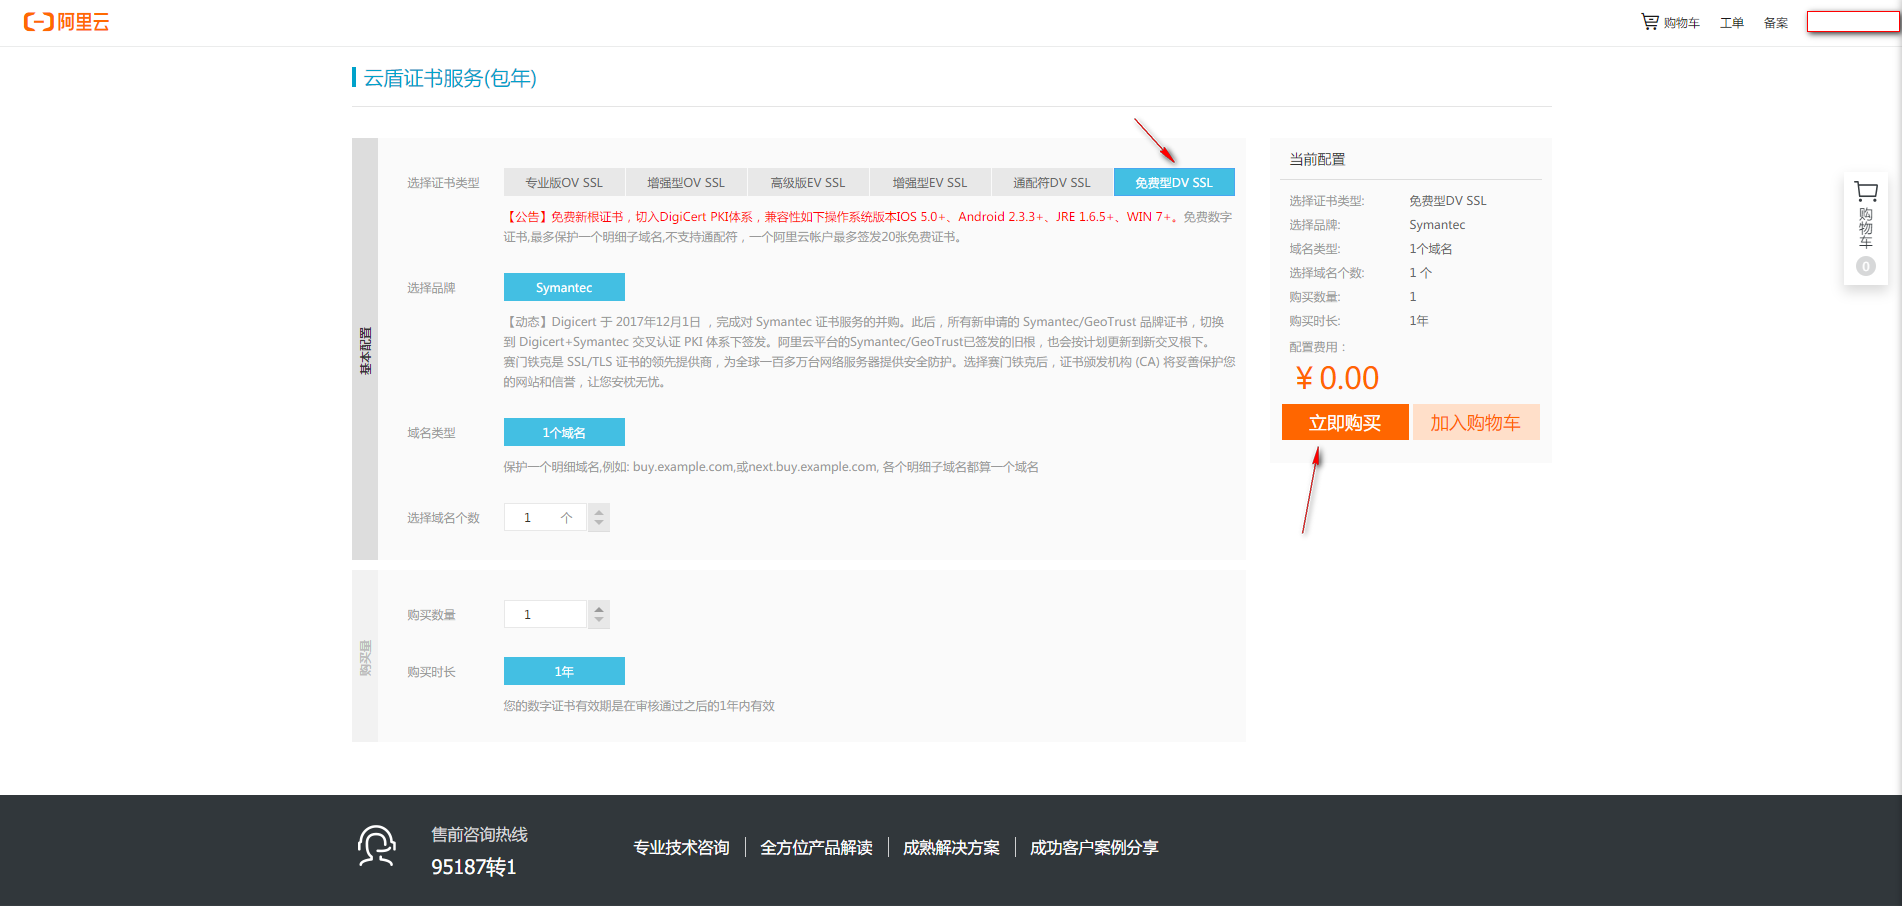 阿里云
购物车 工单 备案
云盾证书服务(包年)
基本配置
选择证书类型 专业版OV SSL 增强型OV SSL 高级版EV SSL 增强型EV SSL 通配符DV SSL 免费型DV SSL
【公告】免费新根证书，切入DigiCert PKI体系，兼容性如下操作系统版本IOS 5.0+、Android 2.3.3+、JRE 1.6.5+、WIN 7+。免费数字
证书,最多保护一个明细子域名,不支持通配符，一个阿里云帐户最多签发20张免费证书。
选择品牌 Symantec
【动态】Digicert 于 2017年12月1日 ，完成对 Symantec 证书服务的并购。此后，所有新申请的 Symantec/GeoTrust 品牌证书，切换
到 Digicert+Symantec 交叉认证 PKI 体系下签发。阿里云平台的Symantec/GeoTrust已签发的旧根，也会按计划更新到新交叉根下。
赛门铁克是 SSL/TLS 证书的领先提供商，为全球一百多万台网络服务器提供安全防护。选择赛门铁克后，证书颁发机构 (CA) 将妥善保护您
的网站和信誉，让您安枕无忧。
域名类型 1个域名
保护一个明细域名,例如: buy.example.com,或next.buy.example.com, 各个明细子域名都算一个域名
选择域名个数 1 个
购买量
购买数量 1
购买时长 1年
您的数字证书有效期是在审核通过之后的1年内有效
当前配置
选择证书类型: 免费型DV SSL
选择品牌: Symantec
域名类型: 1个域名
选择域名个数: 1 个
购买数量: 1
购买时长: 1年
配置费用：
¥ 0.00
立即购买 加入购物车
购物车
0
售前咨询热线
95187转1
专业技术咨询 全方位产品解读 成熟解决方案 成功客户案例分享